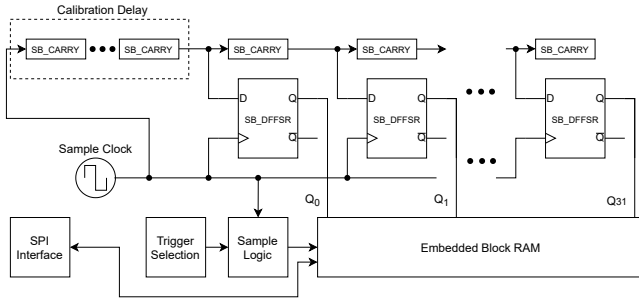 Calibration Delay
SB_CARRY ••• SB_CARRY SB_CARRY SB_CARRY SB_CARRY
D Q D Q ••• D Q
SB_DFFSR SB_DFFSR SB_DFFSR
Q Q Q
Sample Clock
•••
Q0 Q1 Q31
SPI Interface
Trigger Selection
Sample Logic
Embedded Block RAM